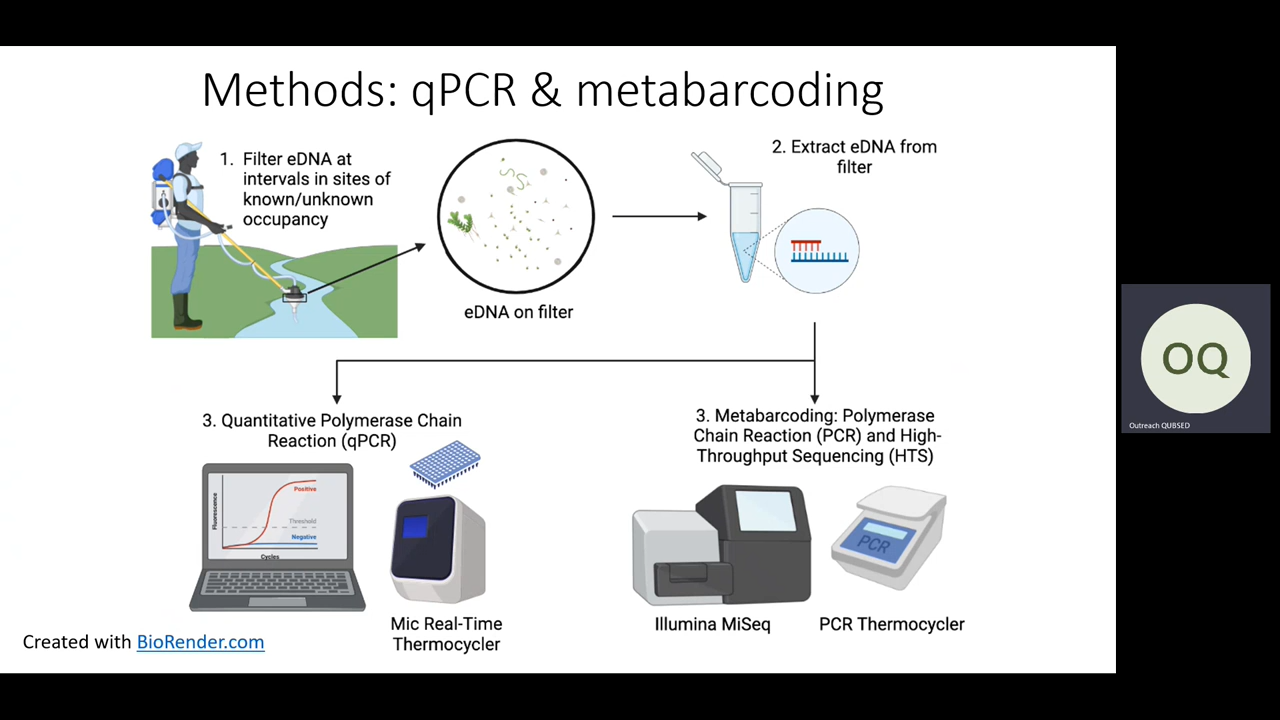 Methods: qPCR & metabarcoding
1. Filter eDNA at
intervals in sites of
known/unknown
occupancy
eDNA on filter
2. Extract eDNA from
filter
3. Quantitative Polymerase Chain
Reaction (qPCR)
Fluorescence
Positive
Threshold
Negative
Cycles
Mic Real-Time
Thermocycler
3. Metabarcoding: Polymerase
Chain Reaction (PCR) and High-
Throughput Sequencing (HTS)
PCR
Illumina MiSeq
PCR Thermocycler
Created with BioRender.com
OQ
Outreach QUBSED